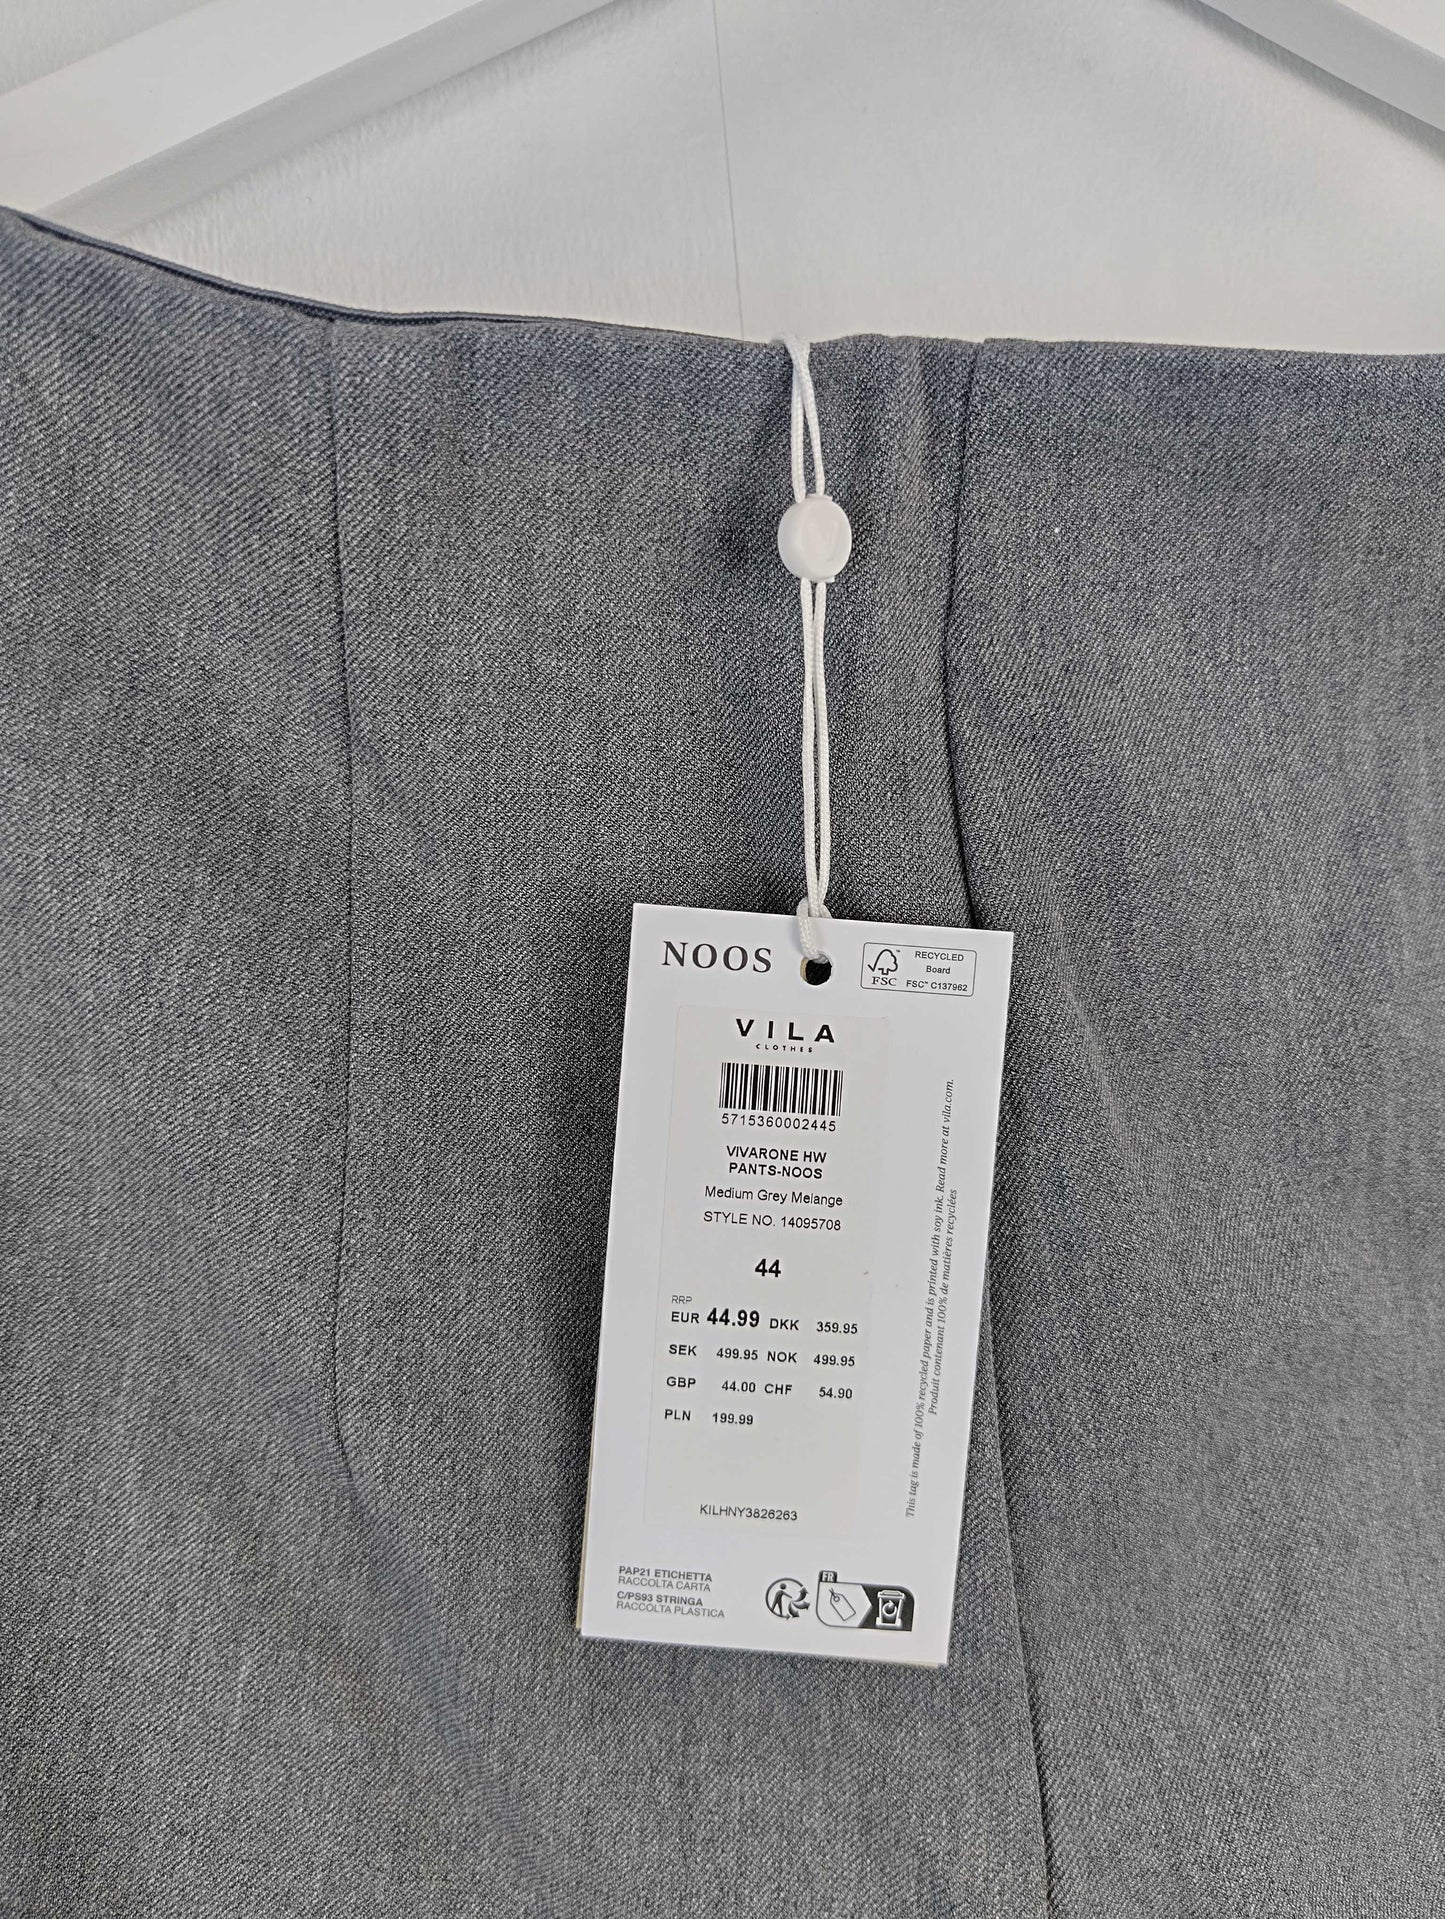 NOOS
RECYCLED
Board
FSC
FSC™ C137962
VILA
CLOTHES
5715360002445
VIVARONE HW
PANTS-NOOS
Medium Grey Melange
STYLE NO. 14095708
44
RRP
EUR 44.99 DKK 359.95
SEK 499.95 NOK 499.95
GBP 44.00 CHF 54.90
PLN 199.99
KILHNY3826263
This tag is made of 100% recycled paper and is printed with soy ink. Read more at vila.com.
Produit contenant 100% de matières recyclées
PAP21 ETICHETTA
RACCOLTA CARTA
C/PS93 STRINGA
RACCOLTA PLASTICA
FR